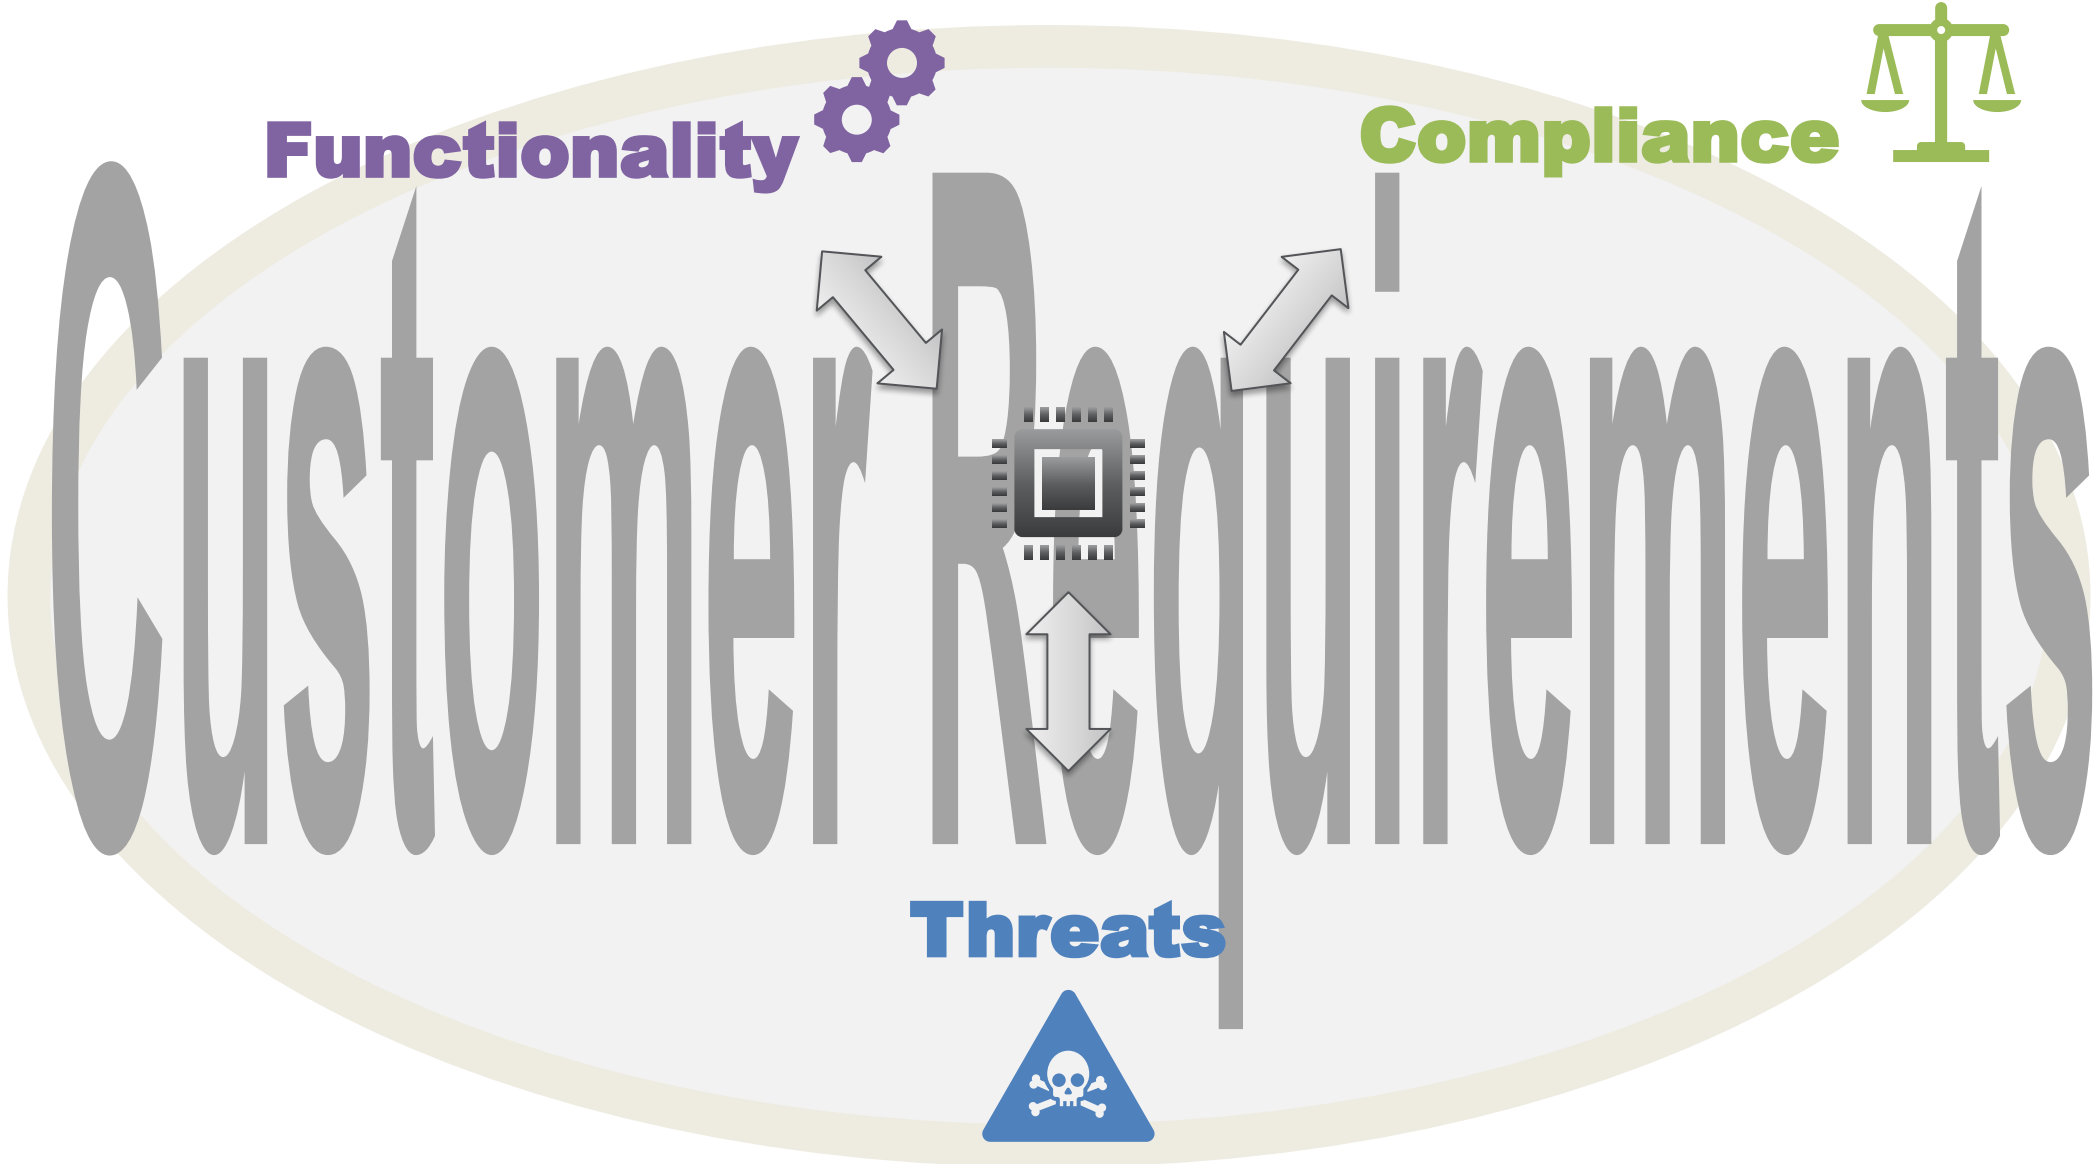 Functionality
Compliance
Customer Requirements
Threats